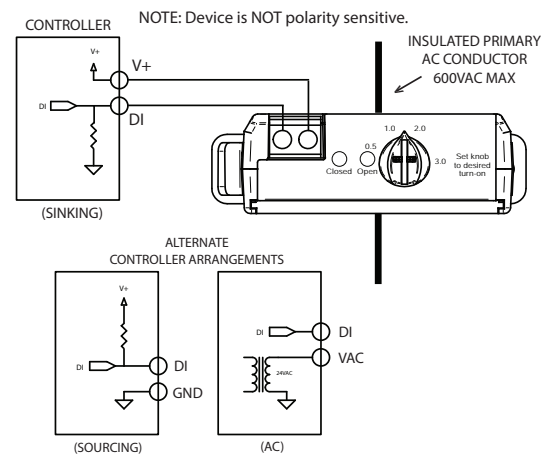 NOTE: Device is NOT polarity sensitive.
CONTROLLER
INSULATED PRIMARY
AC CONDUCTOR
600VAC MAX
V+
V+
DI
DI
1.0
2.0
0.5
3.0
Closed
Open
Set knob
to desired
turn-on
(SINKING)
ALTERNATE
CONTROLLER ARRANGEMENTS
V+
DI
DI
GND
(SOURCING)
DI
DI
VAC
24VAC
(AC)